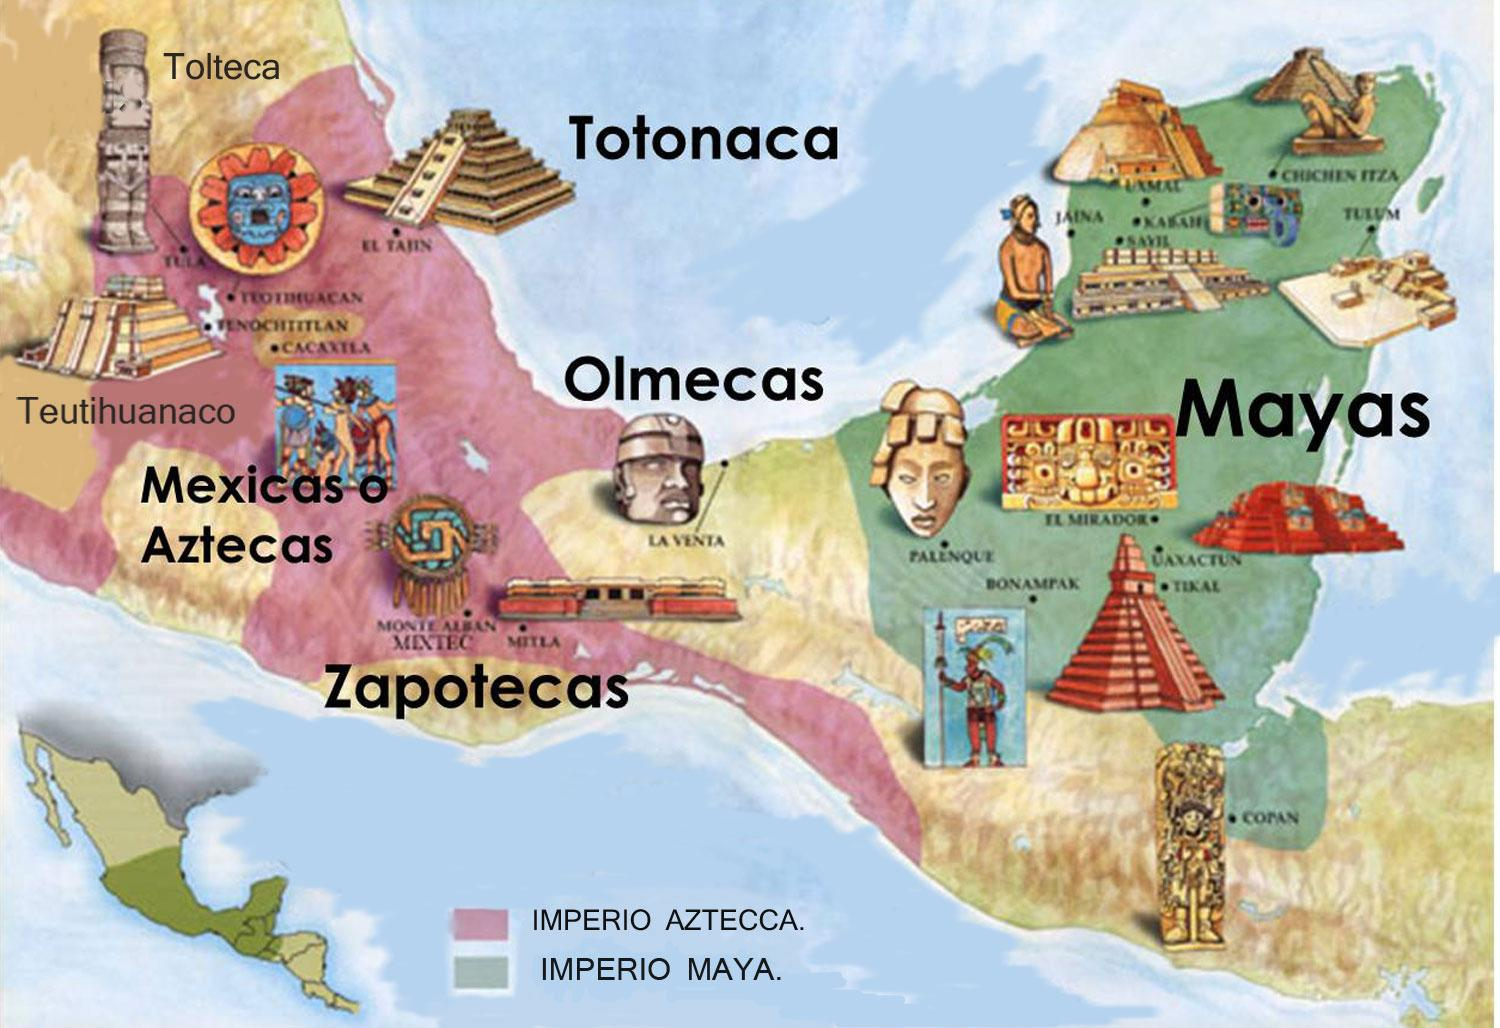 Tolteca
Totonaca
UXMAL
CHICHEN ITZA
JAINA
KABAH
TULUM
SAYIL
EL TAJIN
TULA
TEOTIHUACAN
TENOCHTITLAN
CACAXTLA
Olmecas
Teutihuanaco
Mayas
Mexicas o
Aztecas
EL MIRADOR
LA VENTA
PALENQUE
UAXACTUN
BONAMPAK
TIKAL
MONTE ALBAN
MIXTEC
MITLA
Zapotecas
COPAN
IMPERIO AZTECCA.
IMPERIO MAYA.